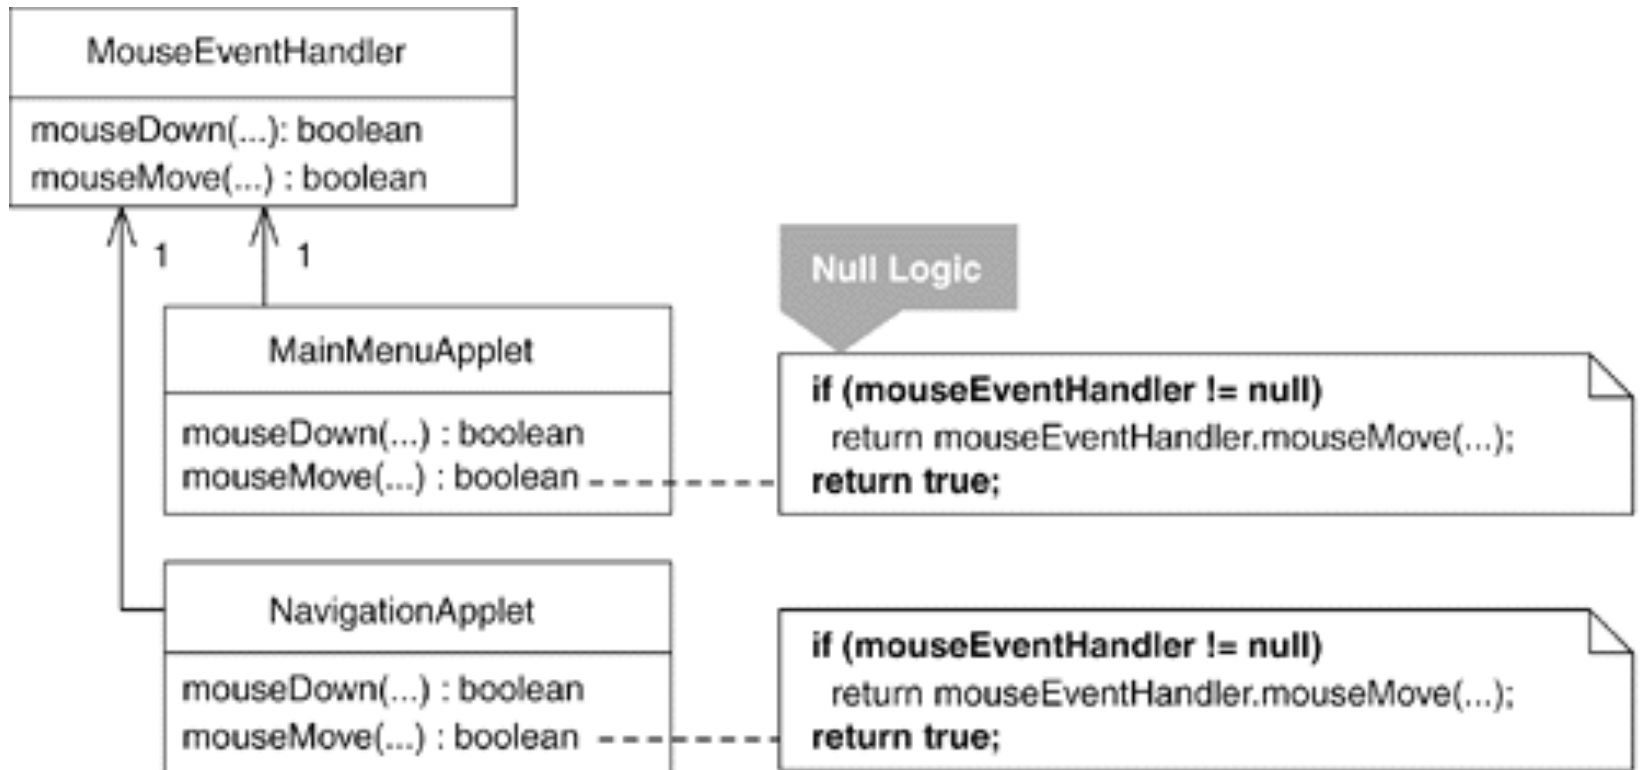 MouseEventHandler
mouseDown(...): boolean
mouseMove(...) : boolean
1
1
Null Logic
MainMenuApplet
mouseDown(...) : boolean
mouseMove(...) : boolean
if (mouseEventHandler != null)
return mouseEventHandler.mouseMove(...);
return true;
NavigationApplet
mouseDown(...) : boolean
mouseMove(...) : boolean
if (mouseEventHandler != null)
return mouseEventHandler.mouseMove(...);
return true;